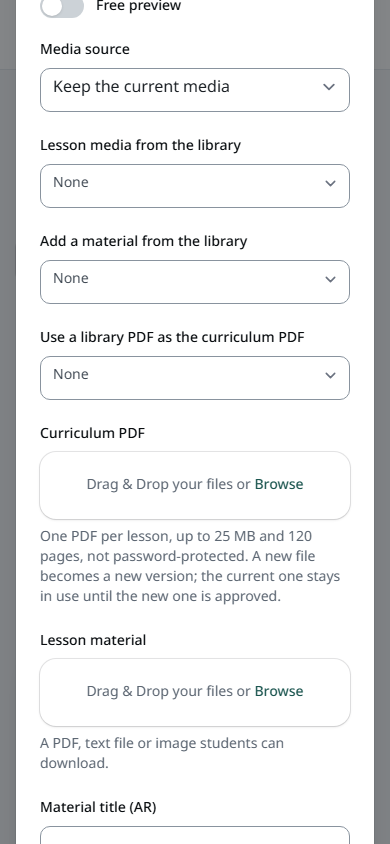 Free preview
Media source
Keep the current media
Lesson media from the library
None
Add a material from the library
None
Use a library PDF as the curriculum PDF
None
Curriculum PDF
Drag & Drop your files or Browse
One PDF per lesson, up to 25 MB and 120
pages, not password-protected. A new file
becomes a new version; the current one stays
in use until the new one is approved.
Lesson material
Drag & Drop your files or Browse
A PDF, text file or image students can
download.
Material title (AR)